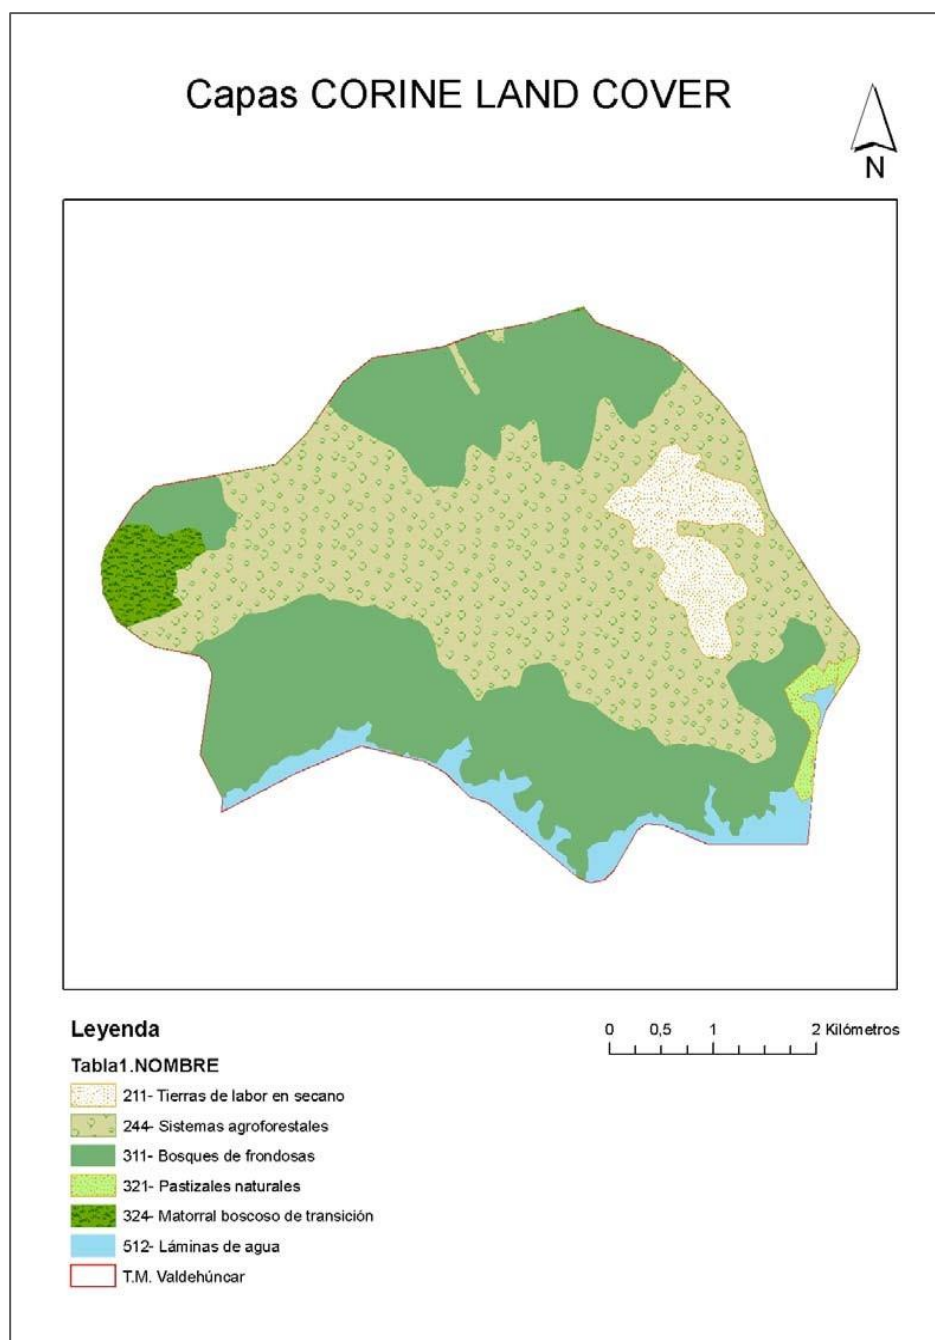 Capas CORINE LAND COVER
N
Leyenda
Tabla1.NOMBRE
211- Tierras de labor en secano
244- Sistemas agroforestales
311- Bosques de frondosas
321- Pastizales naturales
324- Matorral boscoso de transición
512- Láminas de agua
T.M. Valdehúncar
0 0,5 1 2 Kilómetros